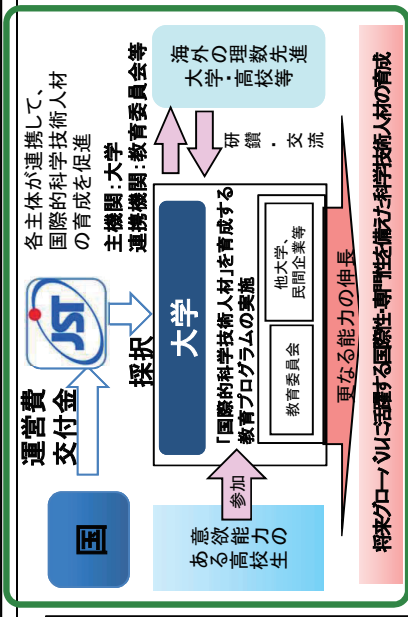 国
運営費
交付金
JST
各主体が連携して、
国際的科学技術人材
の育成を促進
採択
主機関：大学
連携機関：教育委員会等
海外の理数先進
大学・高校等
研鑽・交流
大学
「国際的科学技術人材」を育成する
教育プログラムの実施
教育委員会
他大学、
民間企業等
参加
意欲能力の
ある高校生
更なる能力の伸長
将来グローバルに活躍する国際性・専門性を備えた科学技術人材の育成